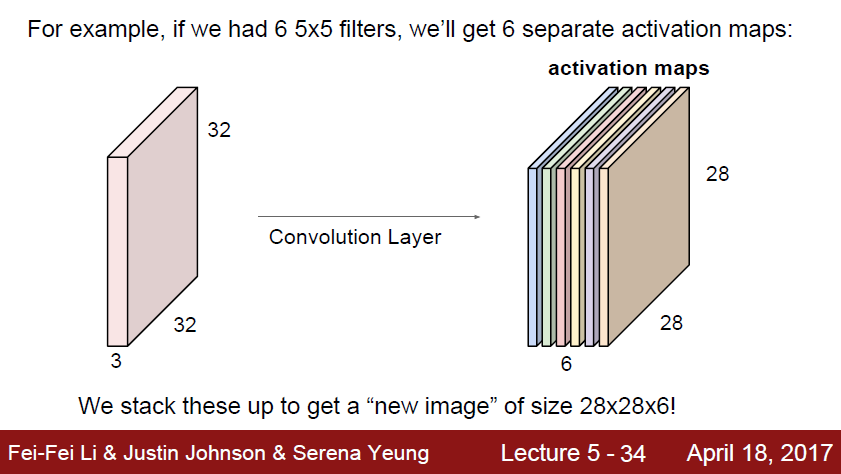 For example, if we had 6 5x5 filters, we'll get 6 separate activation maps:
activation maps
32
28
Convolution Layer
32
28
3
6
We stack these up to get a “new image” of size 28x28x6!
Fei-Fei Li & Justin Johnson & Serena Yeung Lecture 5 - 34 April 18, 2017